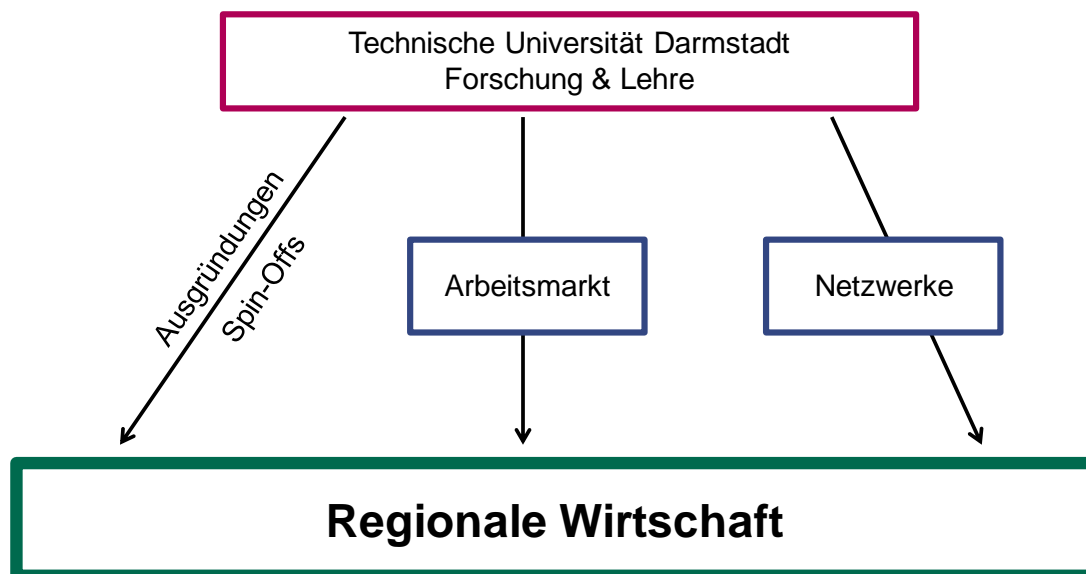 Technische Universität Darmstadt
Forschung & Lehre
Ausgründungen
Spin-Offs
Arbeitsmarkt
Netzwerke
Regionale Wirtschaft